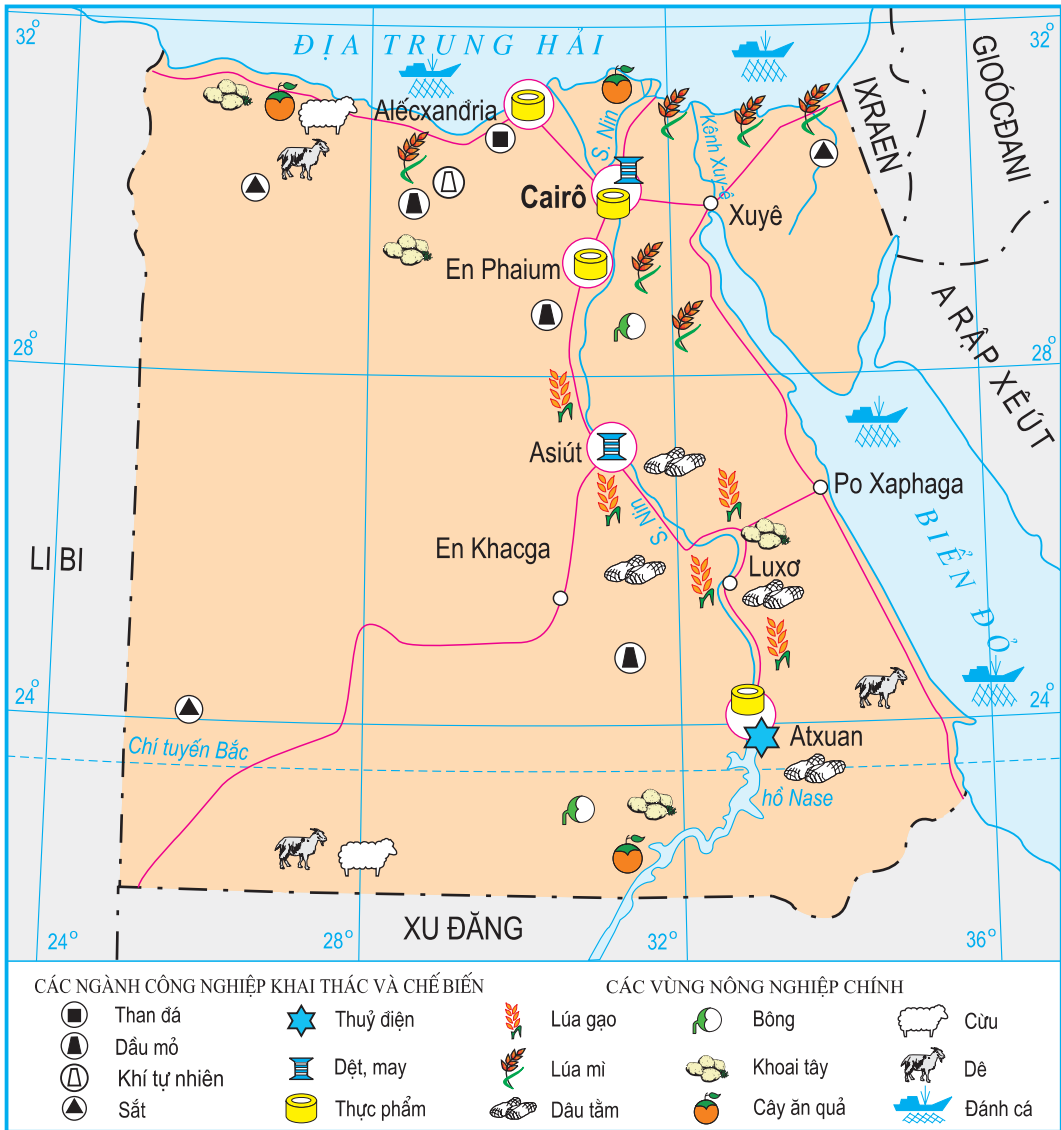 32°
32°
ĐỊA TRUNG HẢI
GIOÓCĐANI
IXRAEN
Alếcxanđria
S. Nin
Kênh Xuy-ê
Cairô
Xuyê
En Phaium
A RẬP XÊÚT
28°
28°
Asiút
Po Xaphaga
S. Nin
BIỂN ĐỎ
En Khacga
LI BI
Luxơ
24°
24°
Atxuan
Chí tuyến Bắc
hồ Nase
XU ĐĂNG
24°
28°
32°
36°
CÁC NGÀNH CÔNG NGHIỆP KHAI THÁC VÀ CHẾ BIẾN
Than đá
Dầu mỏ
Khí tự nhiên
Sắt
Thuỷ điện
Dệt, may
Thực phẩm
CÁC VÙNG NÔNG NGHIỆP CHÍNH
Lúa gạo
Lúa mì
Dâu tằm
Bông
Khoai tây
Cây ăn quả
Cừu
Dê
Đánh cá